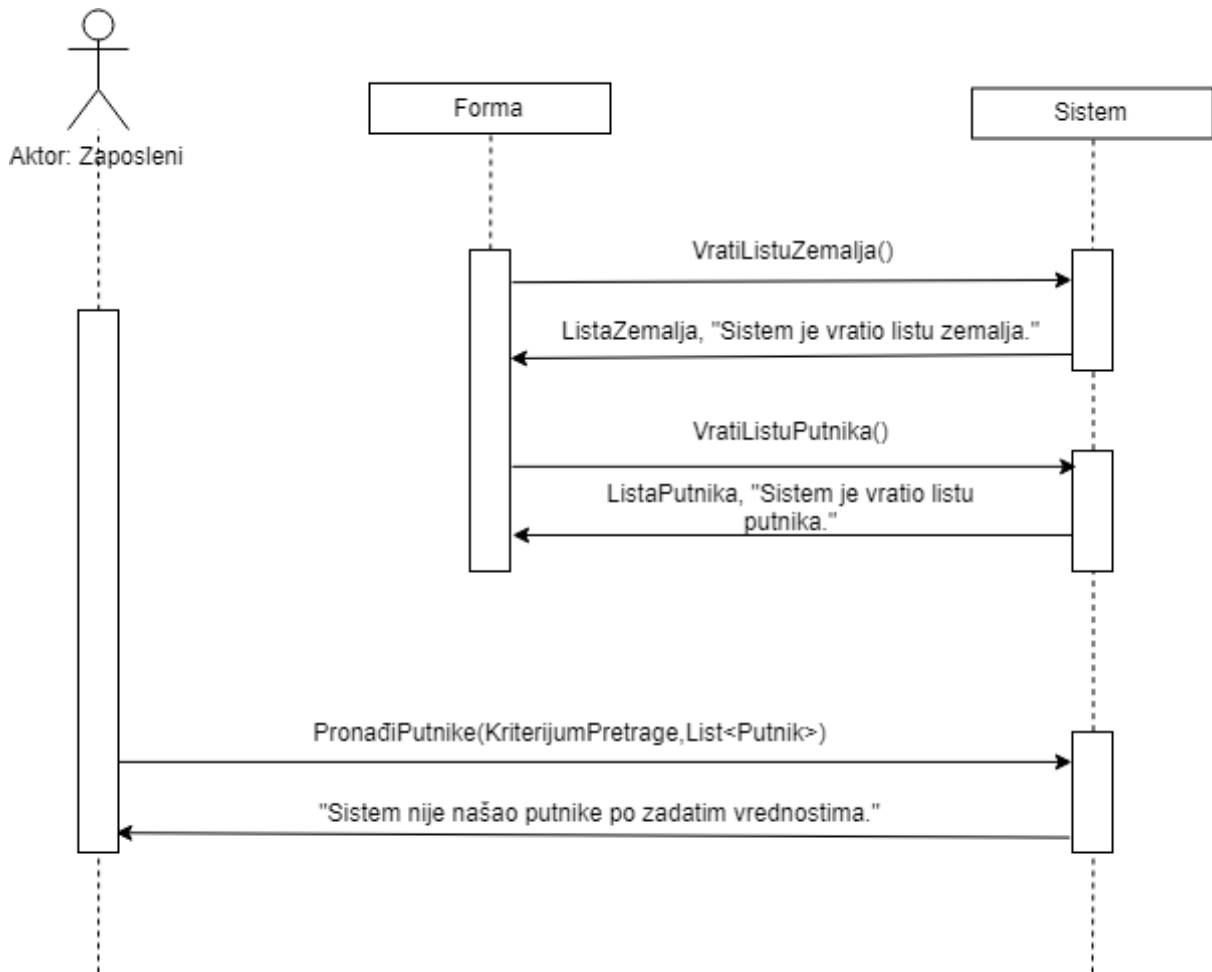 Forma
Sistem
Aktor: Zaposleni
VratiListuZemalja()
ListaZemalja, "Sistem je vratio listu zemalja."
VratiListuPutnika()
ListaPutnika, "Sistem je vratio listu
putnika."
PronađiPutnike(KriterijumPretrage,List<Putnik>)
"Sistem nije našao putnike po zadatim vrednostima."